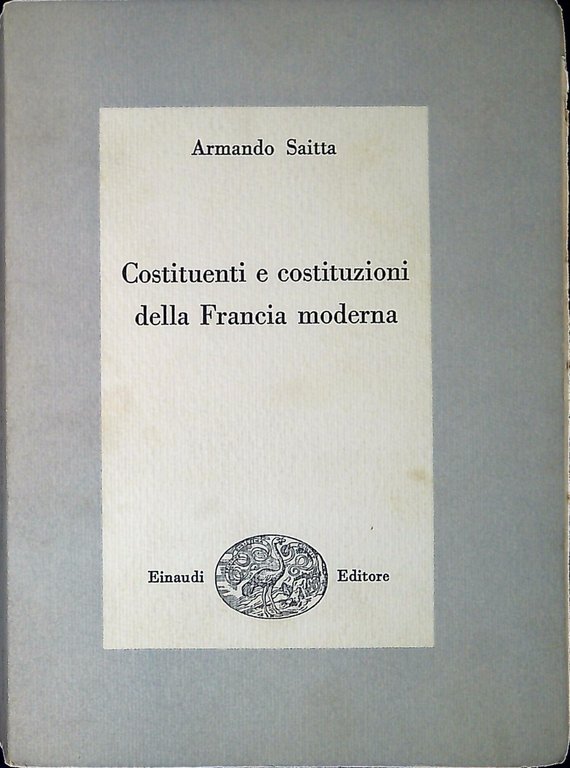 Armando Saitta
Costituenti e costituzioni
della Francia moderna
Einaudi Editore